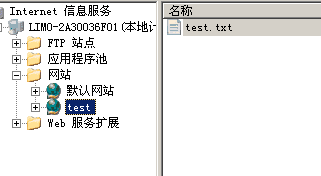 Internet 信息服务
LIMO-2A30036F01(本地计
FTP 站点
应用程序池
网站
默认网站
test
Web 服务扩展
名称
test.txt